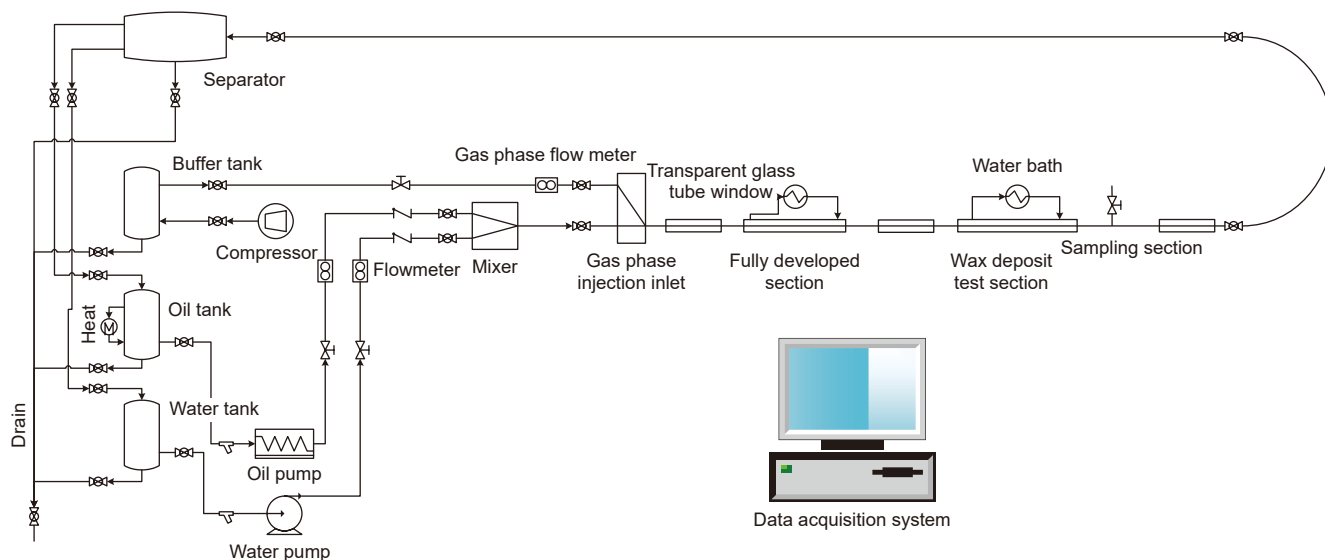 Separator
Buffer tank
Gas phase flow meter
Transparent glass
tube window
Water bath
Compressor
Flowmeter
Mixer
Gas phase
injection inlet
Fully developed
section
Wax deposit
test section
Sampling section
Heat
M
Oil tank
Water tank
Drain
Oil pump
Water pump
Data acquisition system